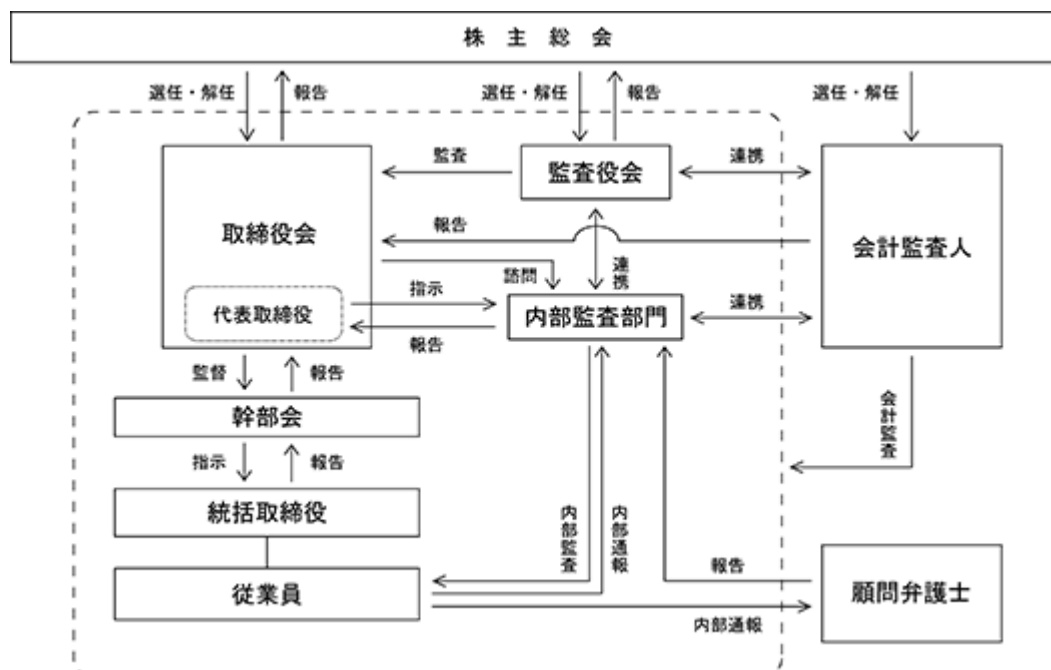 株主総会
選任・解任
報告
選任・解任
報告
選任・解任
取締役会
監査
監査役会
連携
会計監査人
報告
諮問
連携
代表取締役
指示
報告
内部監査部門
連携
監督
報告
幹部会
指示
報告
会計監査
統括取締役
内部監査
内部通報
従業員
報告
内部通報
顧問弁護士